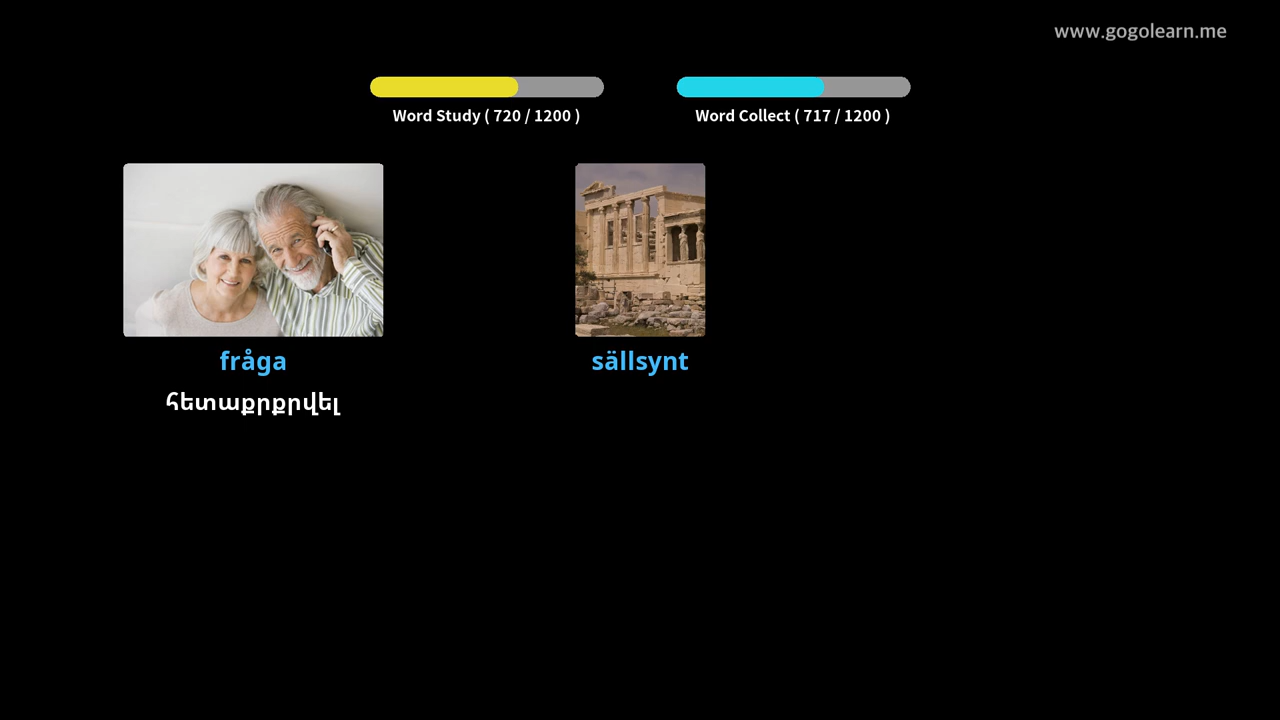 www.gogolearn.me
Word Study ( 720 / 1200 )
Word Collect ( 717 / 1200 )
fråga
հետաքրքրվել
sällsynt